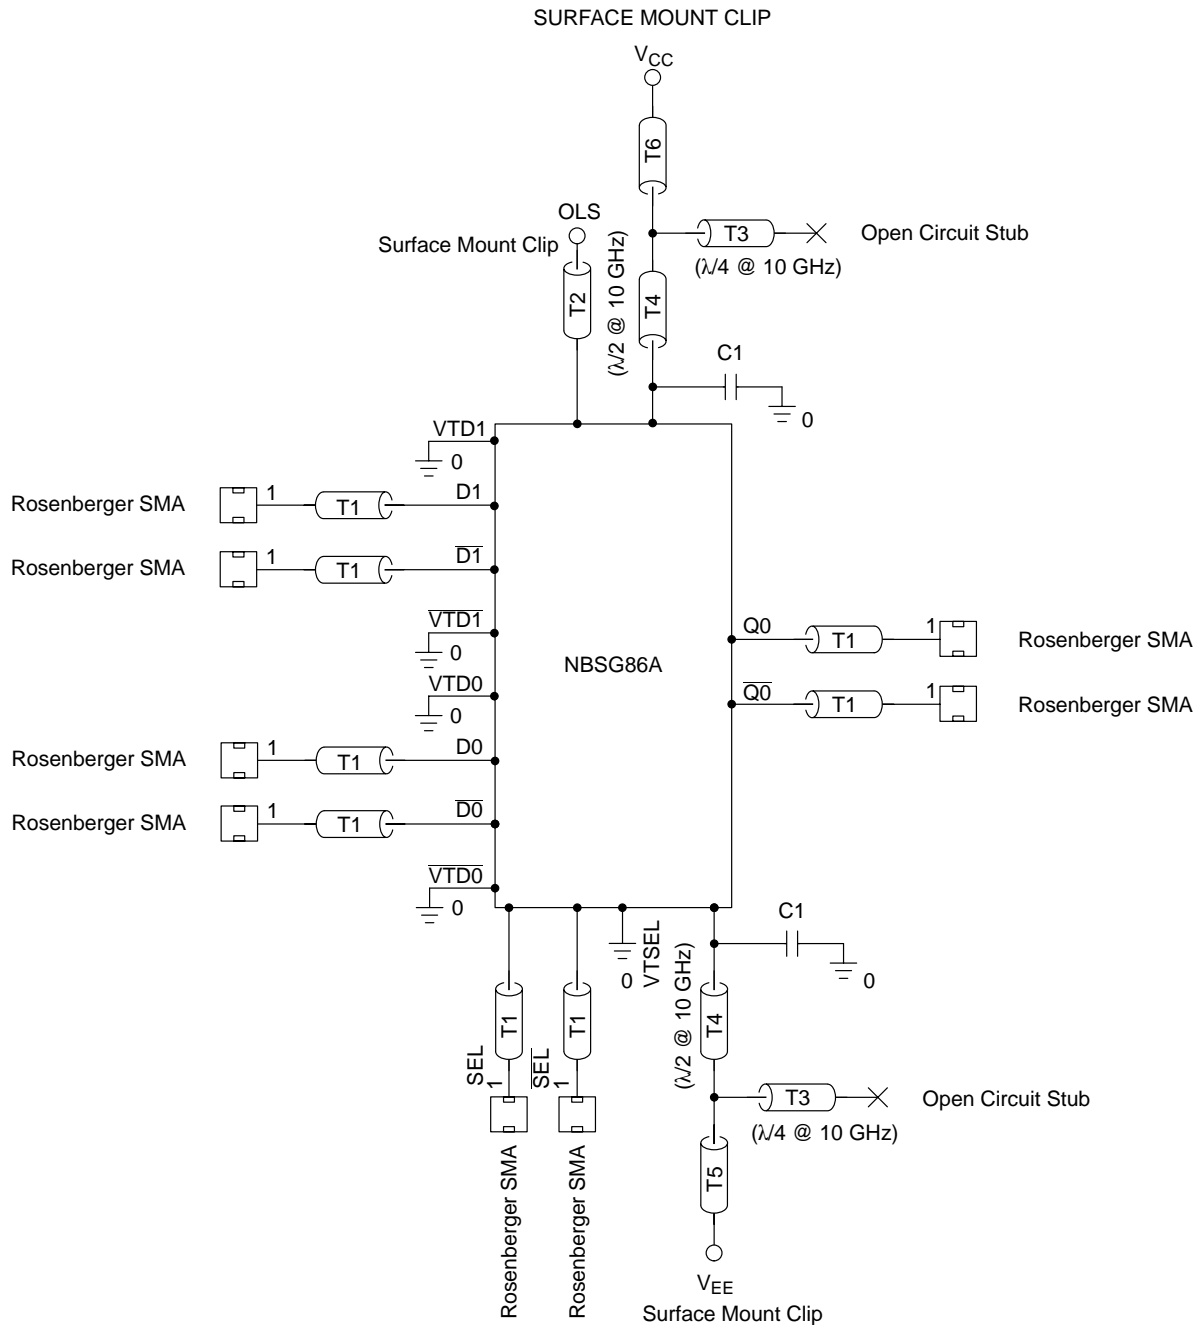 SURFACE MOUNT CLIP
VCC
T6
OLS
Surface Mount Clip
T3
Open Circuit Stub
(λ/4 @ 10 GHz)
T2
(λ/2 @ 10 GHz)
T4
C1
0
VTD1
0
Rosenberger SMA
1
T1
D1
Rosenberger SMA
1
T1
D1
VTD1
0
NBSG86A
Q0
T1
1
Rosenberger SMA
VTD0
0
Q0
T1
1
Rosenberger SMA
Rosenberger SMA
1
T1
D0
Rosenberger SMA
1
T1
D0
VTD0
0
C1
0
0
VTSEL
(λ/2 @ 10 GHz)
T1
T1
T4
SEL
1
SEL
1
T3
Open Circuit Stub
(λ/4 @ 10 GHz)
Rosenberger SMA
Rosenberger SMA
T5
VEE
Surface Mount Clip